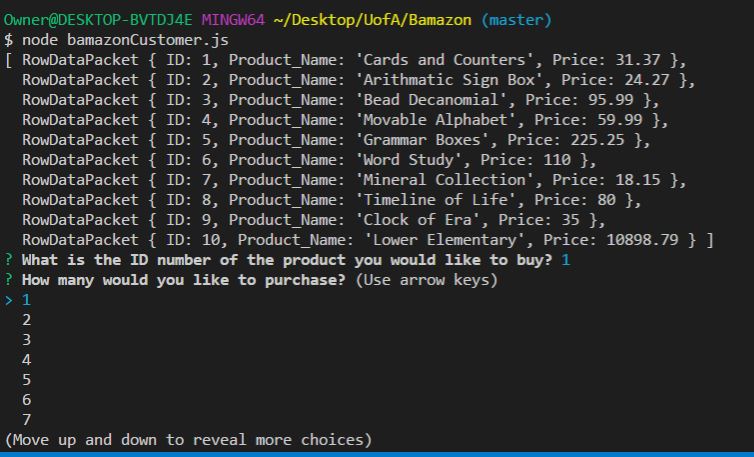 Owner@DESKTOP-BVTDJ4E MINGW64 ~/Desktop/UofA/Bamazon (master)
$ node bamazonCustomer.js
[ RowDataPacket { ID: 1, Product_Name: 'Cards and Counters', Price: 31.37 },
  RowDataPacket { ID: 2, Product_Name: 'Arithmatic Sign Box', Price: 24.27 },
  RowDataPacket { ID: 3, Product_Name: 'Bead Decanomial', Price: 95.99 },
  RowDataPacket { ID: 4, Product_Name: 'Movable Alphabet', Price: 59.99 },
  RowDataPacket { ID: 5, Product_Name: 'Grammar Boxes', Price: 225.25 },
  RowDataPacket { ID: 6, Product_Name: 'Word Study', Price: 110 },
  RowDataPacket { ID: 7, Product_Name: 'Mineral Collection', Price: 18.15 },
  RowDataPacket { ID: 8, Product_Name: 'Timeline of Life', Price: 80 },
  RowDataPacket { ID: 9, Product_Name: 'Clock of Era', Price: 35 },
  RowDataPacket { ID: 10, Product_Name: 'Lower Elementary', Price: 10898.79 } ]
? What is the ID number of the product you would like to buy? 1
? How many would you like to purchase? (Use arrow keys)
> 1
  2
  3
  4
  5
  6
  7
(Move up and down to reveal more choices)